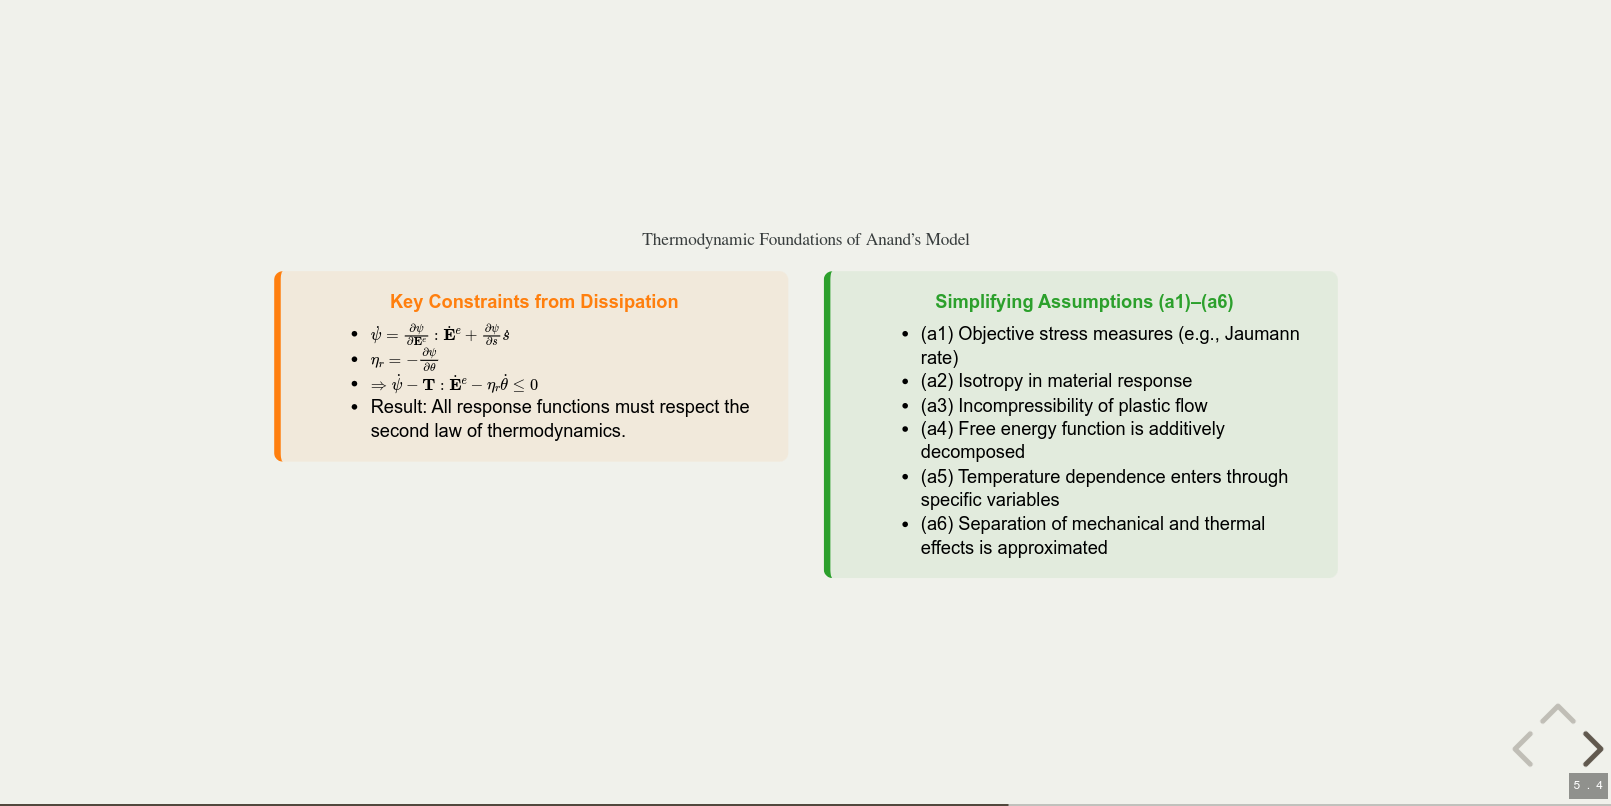 Thermodynamic Foundations of Anand’s Model
Key Constraints from Dissipation
• $\dot{\psi} = \frac{\partial \psi}{\partial \mathbf{E}^e} : \dot{\mathbf{E}}^e + \frac{\partial \psi}{\partial s} \dot{s}$
• $\eta_r = -\frac{\partial \psi}{\partial \theta}$
• $\Rightarrow \dot{\psi} - \mathbf{T} : \dot{\mathbf{E}}^e - \eta_r \dot{\theta} \leq 0$
• Result: All response functions must respect the
second law of thermodynamics.
Simplifying Assumptions (a1)–(a6)
• (a1) Objective stress measures (e.g., Jaumann
rate)
• (a2) Isotropy in material response
• (a3) Incompressibility of plastic flow
• (a4) Free energy function is additively
decomposed
• (a5) Temperature dependence enters through
specific variables
• (a6) Separation of mechanical and thermal
effects is approximated
5 . 4